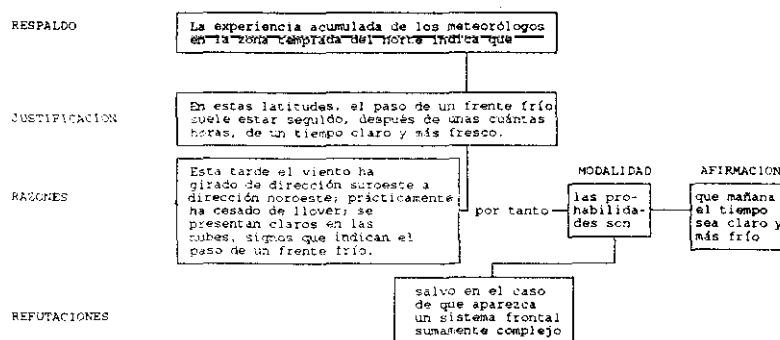 RESPALDO
La experiencia acumulada de los meteorólogos
en la zona templada del norte indica que
JUSTIFICACION
En estas latitudes, el paso de un frente frío
suele estar seguido, después de unas cuántas
horas, de un tiempo claro y más fresco.
RAZONES
Esta tarde el viento ha
girado de dirección suroeste a
dirección noroeste; prácticamente
ha cesado de llover; se
presentan claros en las
nubes, signos que indican el
paso de un frente frío.
por tanto
MODALIDAD
las pro-
habilida-
des son
AFIRMACION
que mañana
el tiempo
sea claro y
más frío
REFUTACIONES
salvo en el caso
de que aparezca
un sistema frontal
sumamente complejo